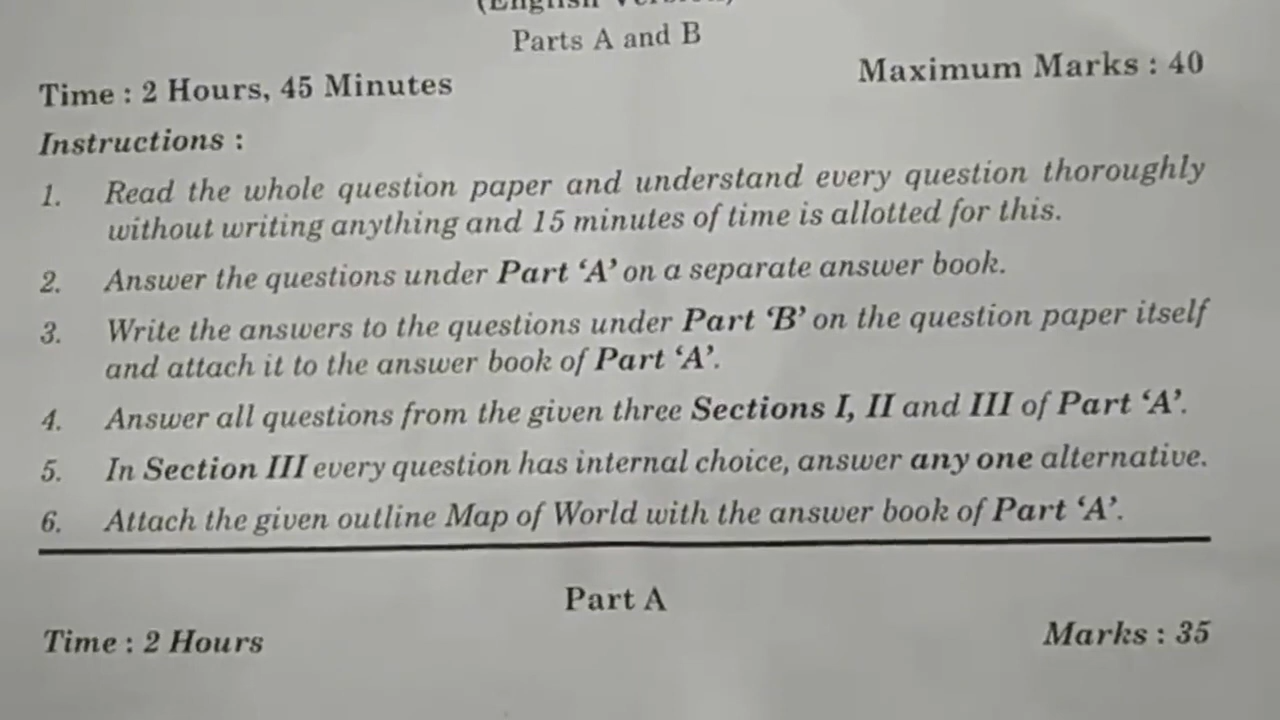 (English Version)
Parts A and B
Time : 2 Hours, 45 Minutes Maximum Marks : 40
Instructions :
1. Read the whole question paper and understand every question thoroughly
without writing anything and 15 minutes of time is allotted for this.
2. Answer the questions under Part ‘A’ on a separate answer book.
3. Write the answers to the questions under Part ‘B’ on the question paper itself
and attach it to the answer book of Part ‘A’.
4. Answer all questions from the given three Sections I, II and III of Part ‘A’.
5. In Section III every question has internal choice, answer any one alternative.
6. Attach the given outline Map of World with the answer book of Part ‘A’.
Part A
Time : 2 Hours Marks : 35